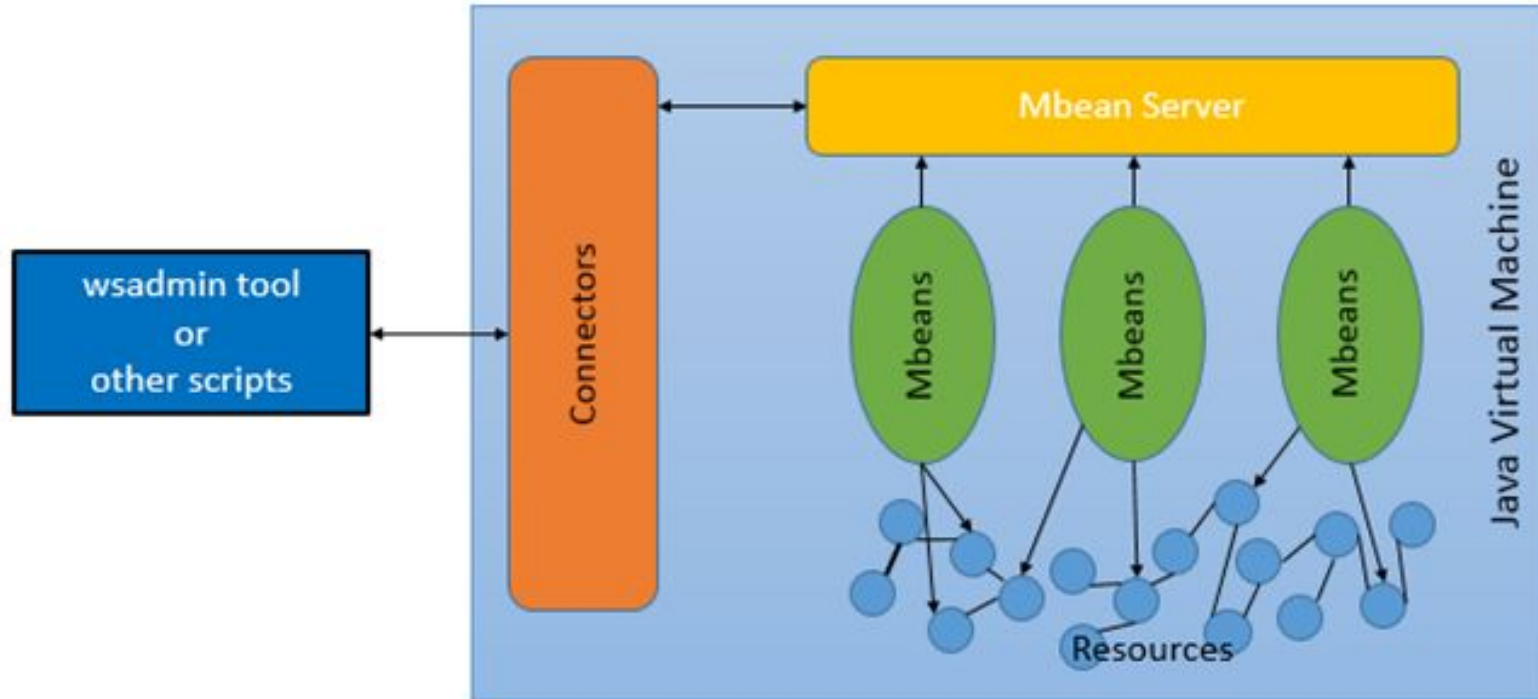 wsadmin tool
or
other scripts
Connectors
Mbean Server
Mbeans
Mbeans
Mbeans
Resources
Java Virtual Machine